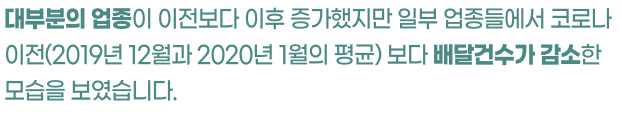 대부분의 업종이 이전보다 이후 증가했지만 일부 업종들에서 코로나
이전(2019년 12월과 2020년 1월의 평균) 보다 배달건수가 감소한
모습을 보였습니다.